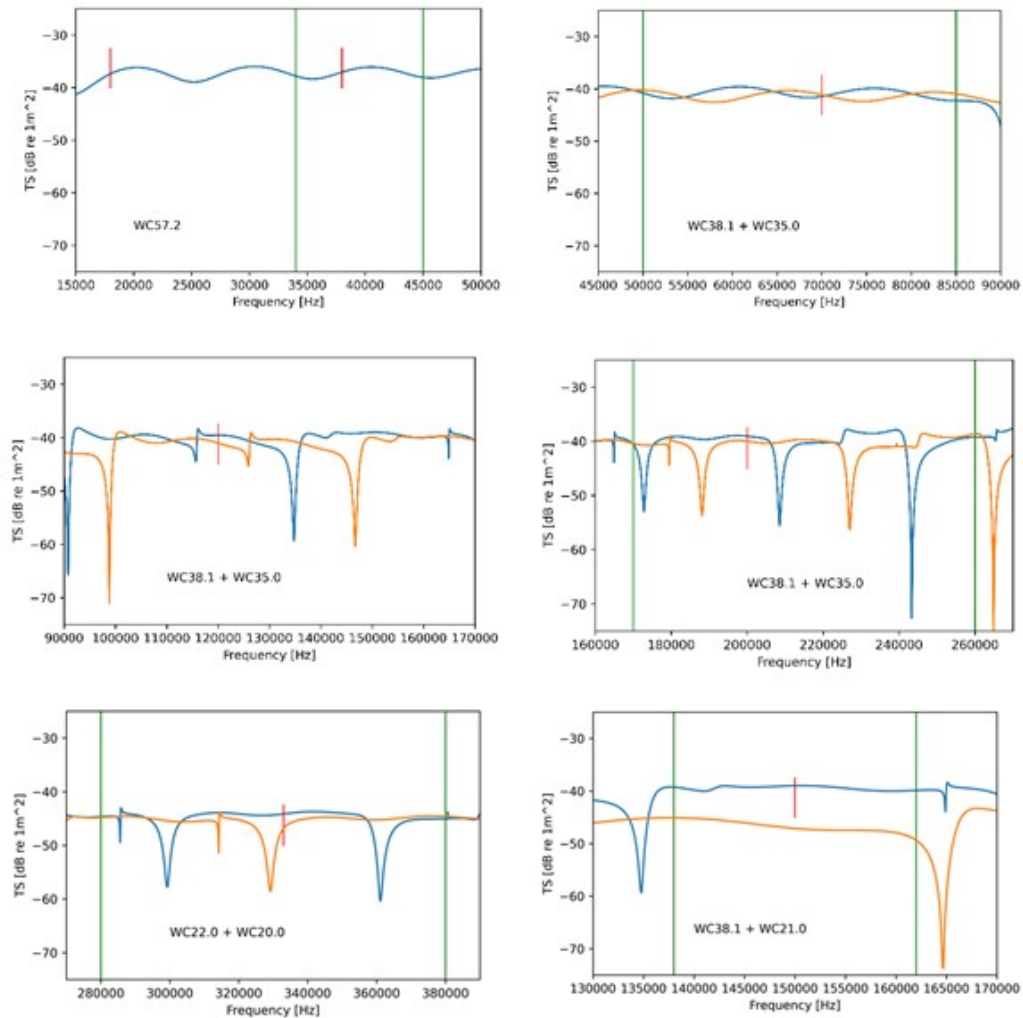 −30
−40
−50
−60
−70
TS [dB re 1m^2]
WC57.2
15000 20000 25000 30000 35000 40000 45000 50000
Frequency [Hz]
−30
−40
−50
−60
−70
TS [dB re 1m^2]
WC38.1 + WC35.0
45000 50000 55000 60000 65000 70000 75000 80000 85000 90000
Frequency [Hz]
−30
−40
−50
−60
−70
TS [dB re 1m^2]
WC38.1 + WC35.0
90000 100000 110000 120000 130000 140000 150000 160000 170000
Frequency [Hz]
−30
−40
−50
−60
−70
TS [dB re 1m^2]
WC38.1 + WC35.0
160000 180000 200000 220000 240000 260000
Frequency [Hz]
−30
−40
−50
−60
−70
TS [dB re 1m^2]
WC22.0 + WC20.0
280000 300000 320000 340000 360000 380000
Frequency [Hz]
−30
−40
−50
−60
−70
TS [dB re 1m^2]
WC38.1 + WC21.0
130000 135000 140000 145000 150000 155000 160000 165000 170000
Frequency [Hz]